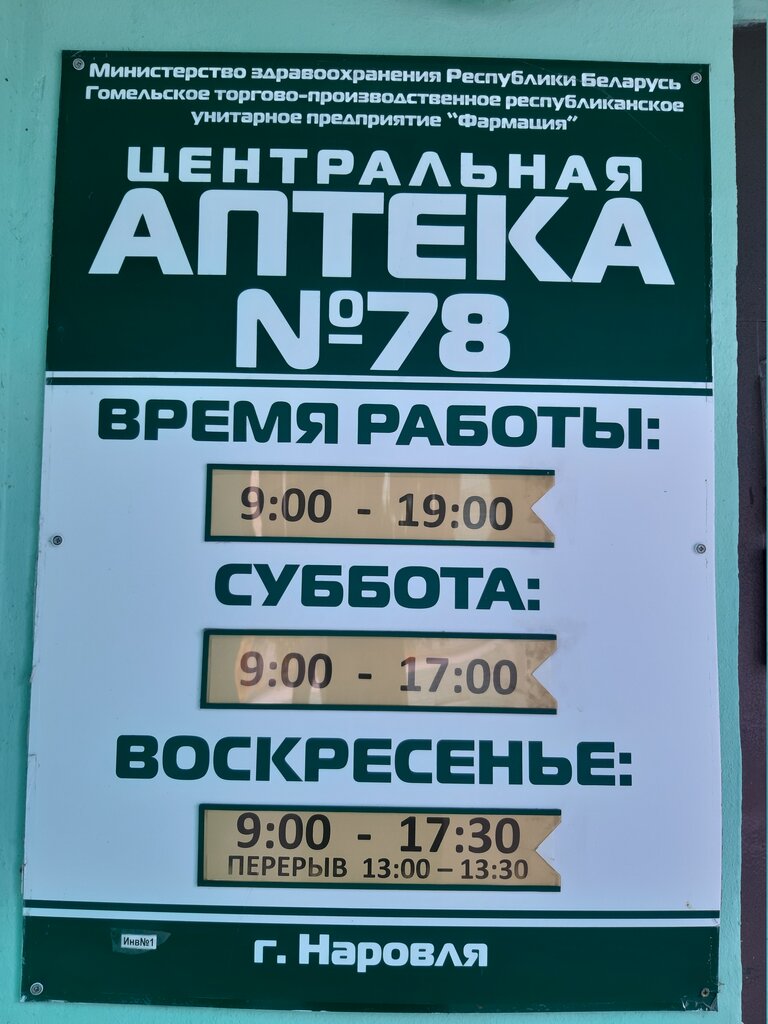 Министерство здравоохранения Республики Беларусь
Гомельское торгово-производственное республиканское
унитарное предприятие "Фармация"
ЦЕНТРАЛЬНАЯ
АПТЕКА
№78
ВРЕМЯ РАБОТЫ:
9:00 - 19:00
СУББОТА:
9:00 - 17:00
ВОСКРЕСЕНЬЕ:
9:00 - 17:30
ПЕРЕРЫВ 13:00 – 13:30
Инв№1
г. Наровля